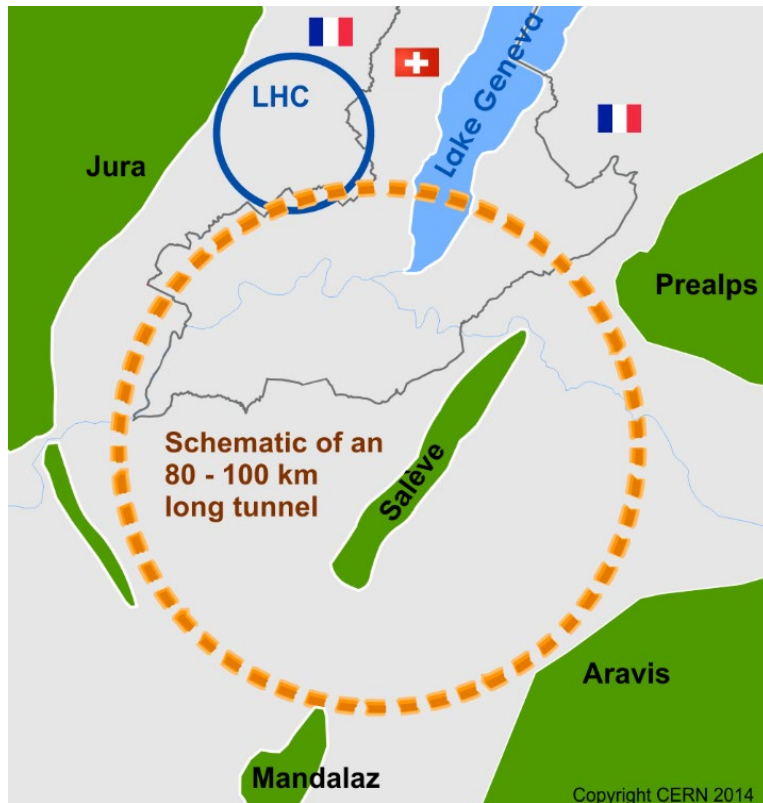 LHC
Lake Geneva
Jura
Prealps
Schematic of an
80 - 100 km
long tunnel
Salève
Aravis
Mandalaz
Copyright CERN 2014